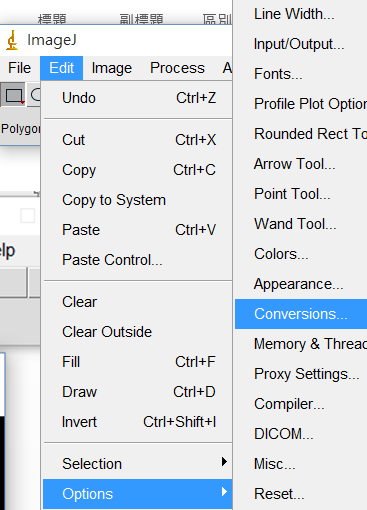 標題 副標題 區別
ImageJ
File Edit Image Process A
Polygon
elp
Undo Ctrl+Z
Cut Ctrl+X
Copy Ctrl+C
Copy to System
Paste Ctrl+V
Paste Control...
Clear
Clear Outside
Fill Ctrl+F
Draw Ctrl+D
Invert Ctrl+Shift+I
Selection
Options
Line Width...
Input/Output...
Fonts...
Profile Plot Option
Rounded Rect To
Arrow Tool...
Point Tool...
Wand Tool...
Colors...
Appearance...
Conversions...
Memory & Thread
Proxy Settings...
Compiler...
DICOM...
Misc...
Reset...